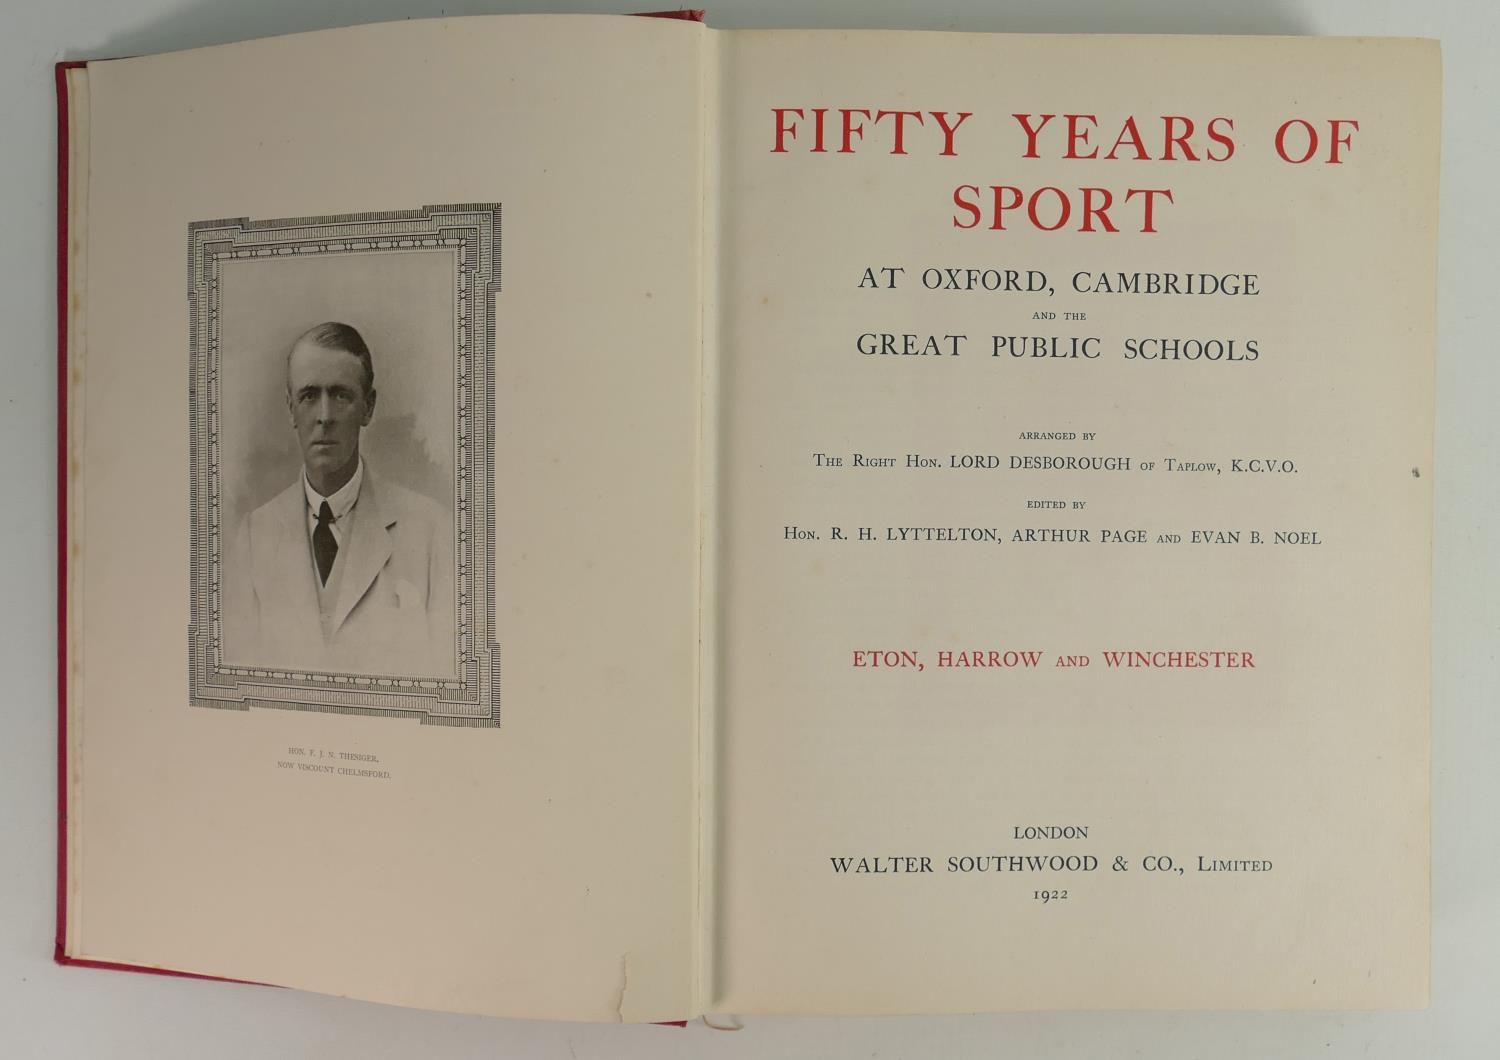 HON. F. J. N. THESIGER,
NOW VISCOUNT CHELMSFORD.
FIFTY YEARS OF
SPORT
AT OXFORD, CAMBRIDGE
AND THE
GREAT PUBLIC SCHOOLS
ARRANGED BY
THE RIGHT HON. LORD DESBOROUGH OF TAPLOW, K.C.V.O.
EDITED BY
HON. R. H. LYTTELTON, ARTHUR PAGE AND EVAN B. NOEL
ETON, HARROW AND WINCHESTER
LONDON
WALTER SOUTHWOOD & CO., LIMITED
1922